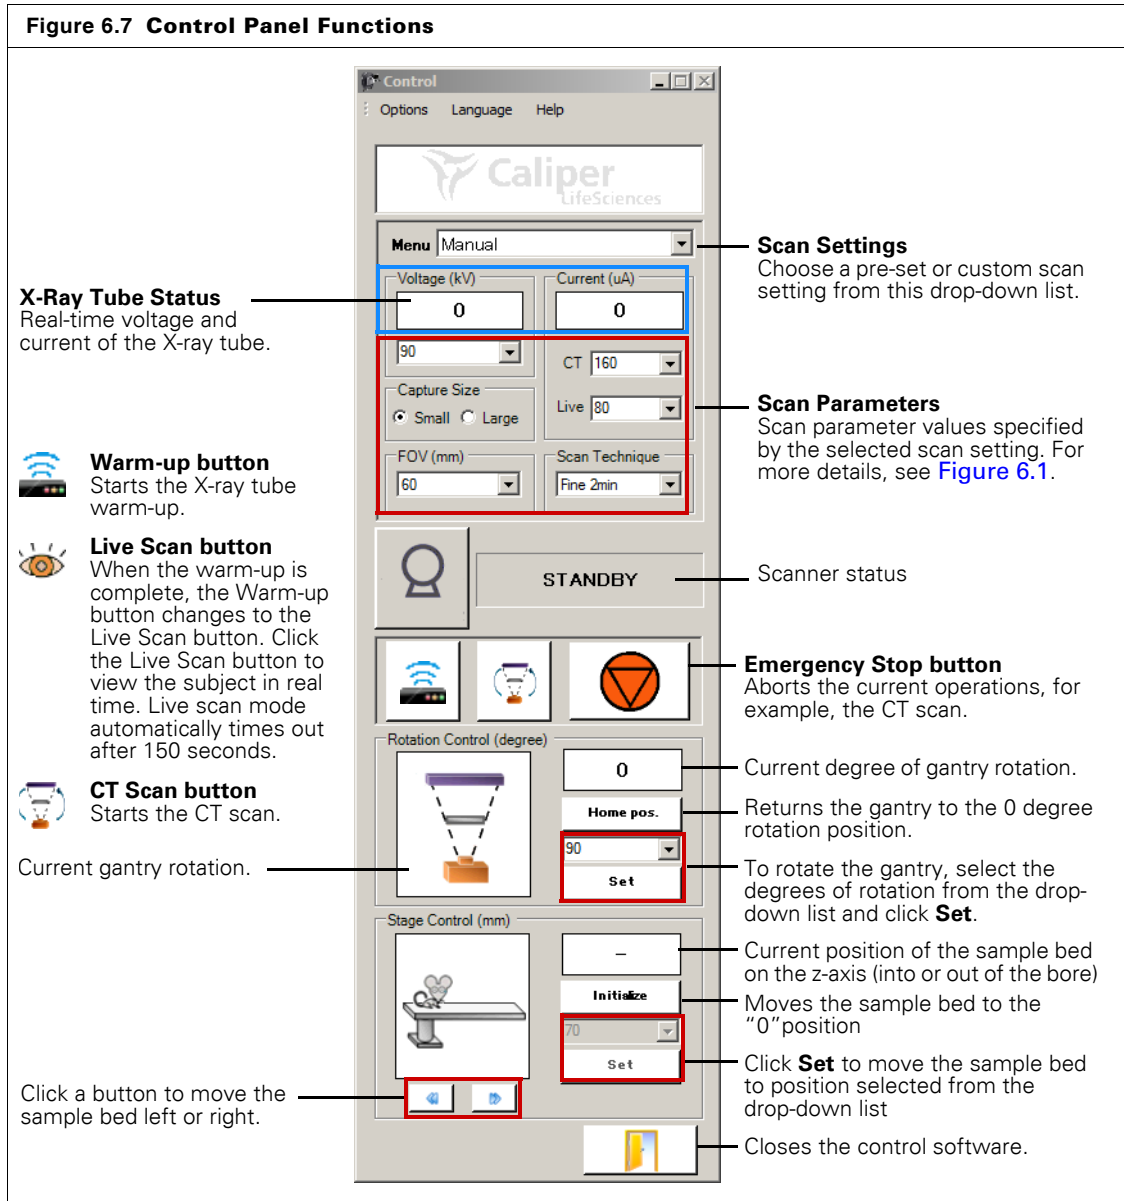 Figure 6.7 Control Panel Functions
Control
Options Language Help
Caliper
LifeSciences
Menu Manual
Scan Settings
Choose a pre-set or custom scan
setting from this drop-down list.
X-Ray Tube Status
Real-time voltage and
current of the X-ray tube.
Voltage (kV)
0
90
Current (uA)
0
CT 160
Live 80
Capture Size
Small Large
FOV (mm)
60
Scan Technique
Fine 2min
Scan Parameters
Scan parameter values specified
by the selected scan setting. For
more details, see Figure 6.1.
Warm-up button
Starts the X-ray tube
warm-up.
Live Scan button
When the warm-up is
complete, the Warm-up
button changes to the
Live Scan button. Click
the Live Scan button to
view the subject in real
time. Live scan mode
automatically times out
after 150 seconds.
CT Scan button
Starts the CT scan.
STANDBY
Scanner status
Emergency Stop button
Aborts the current operations, for
example, the CT scan.
Rotation Control (degree)
0
Current degree of gantry rotation.
Home pos.
Returns the gantry to the 0 degree
rotation position.
90
Set
To rotate the gantry, select the
degrees of rotation from the drop-
down list and click Set.
Current gantry rotation.
Stage Control (mm)
–
Current position of the sample bed
on the z-axis (into or out of the bore)
Initialize
Moves the sample bed to the
“0”position
70
Set
Click Set to move the sample bed
to position selected from the
drop-down list
Click a button to move the
sample bed left or right.
Closes the control software.